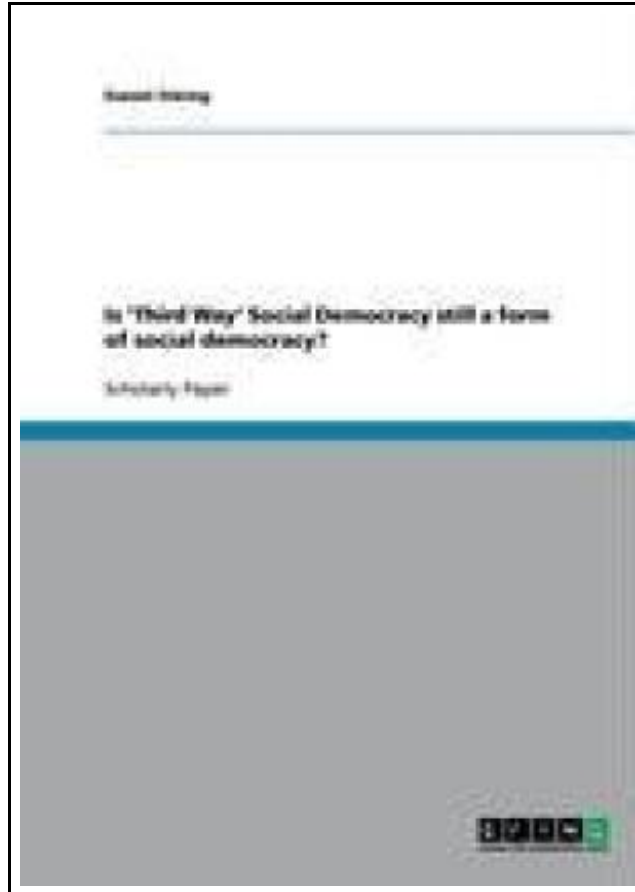 Is 'Third Way' Social Democracy still a form
of social democracy?
Scholarly Paper